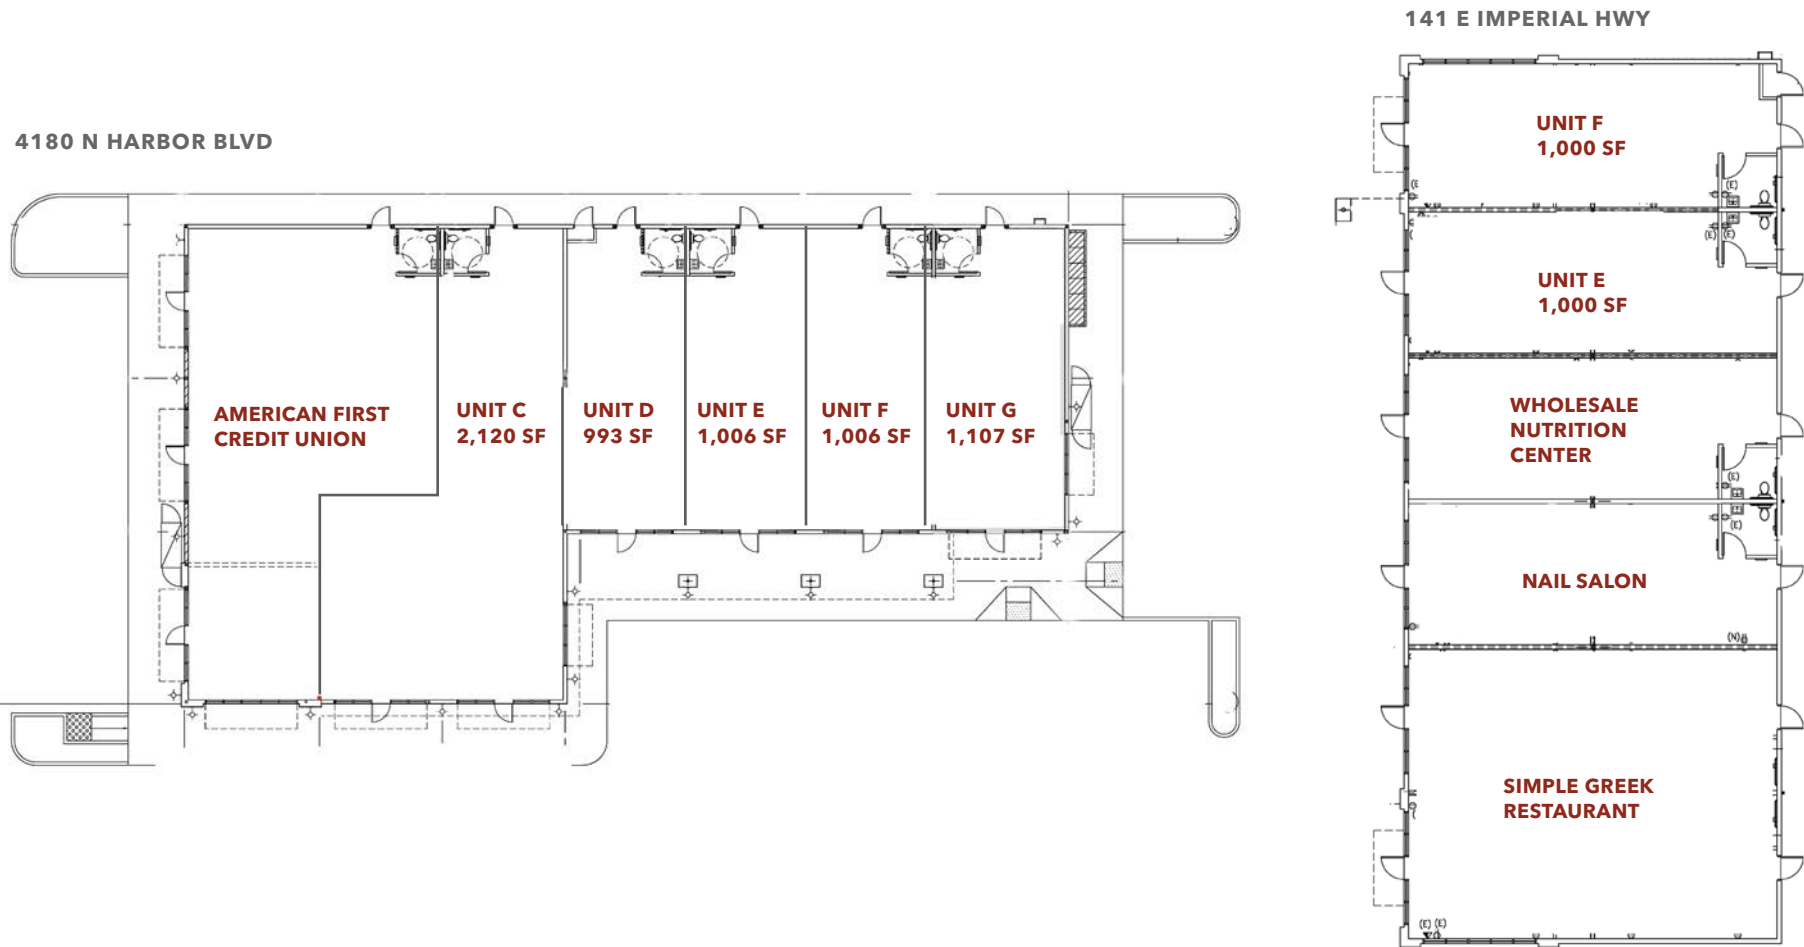 141 E IMPERIAL HWY
4180 N HARBOR BLVD
AMERICAN FIRST
CREDIT UNION
UNIT C
2,120 SF
UNIT D
993 SF
UNIT E
1,006 SF
UNIT F
1,006 SF
UNIT G
1,107 SF
UNIT F
1,000 SF
(E)
(E
(E) (E)
UNIT E
1,000 SF
WHOLESALE
NUTRITION
CENTER
(E)
(E)
NAIL SALON
(N)
SIMPLE GREEK
RESTAURANT
(E) (E)